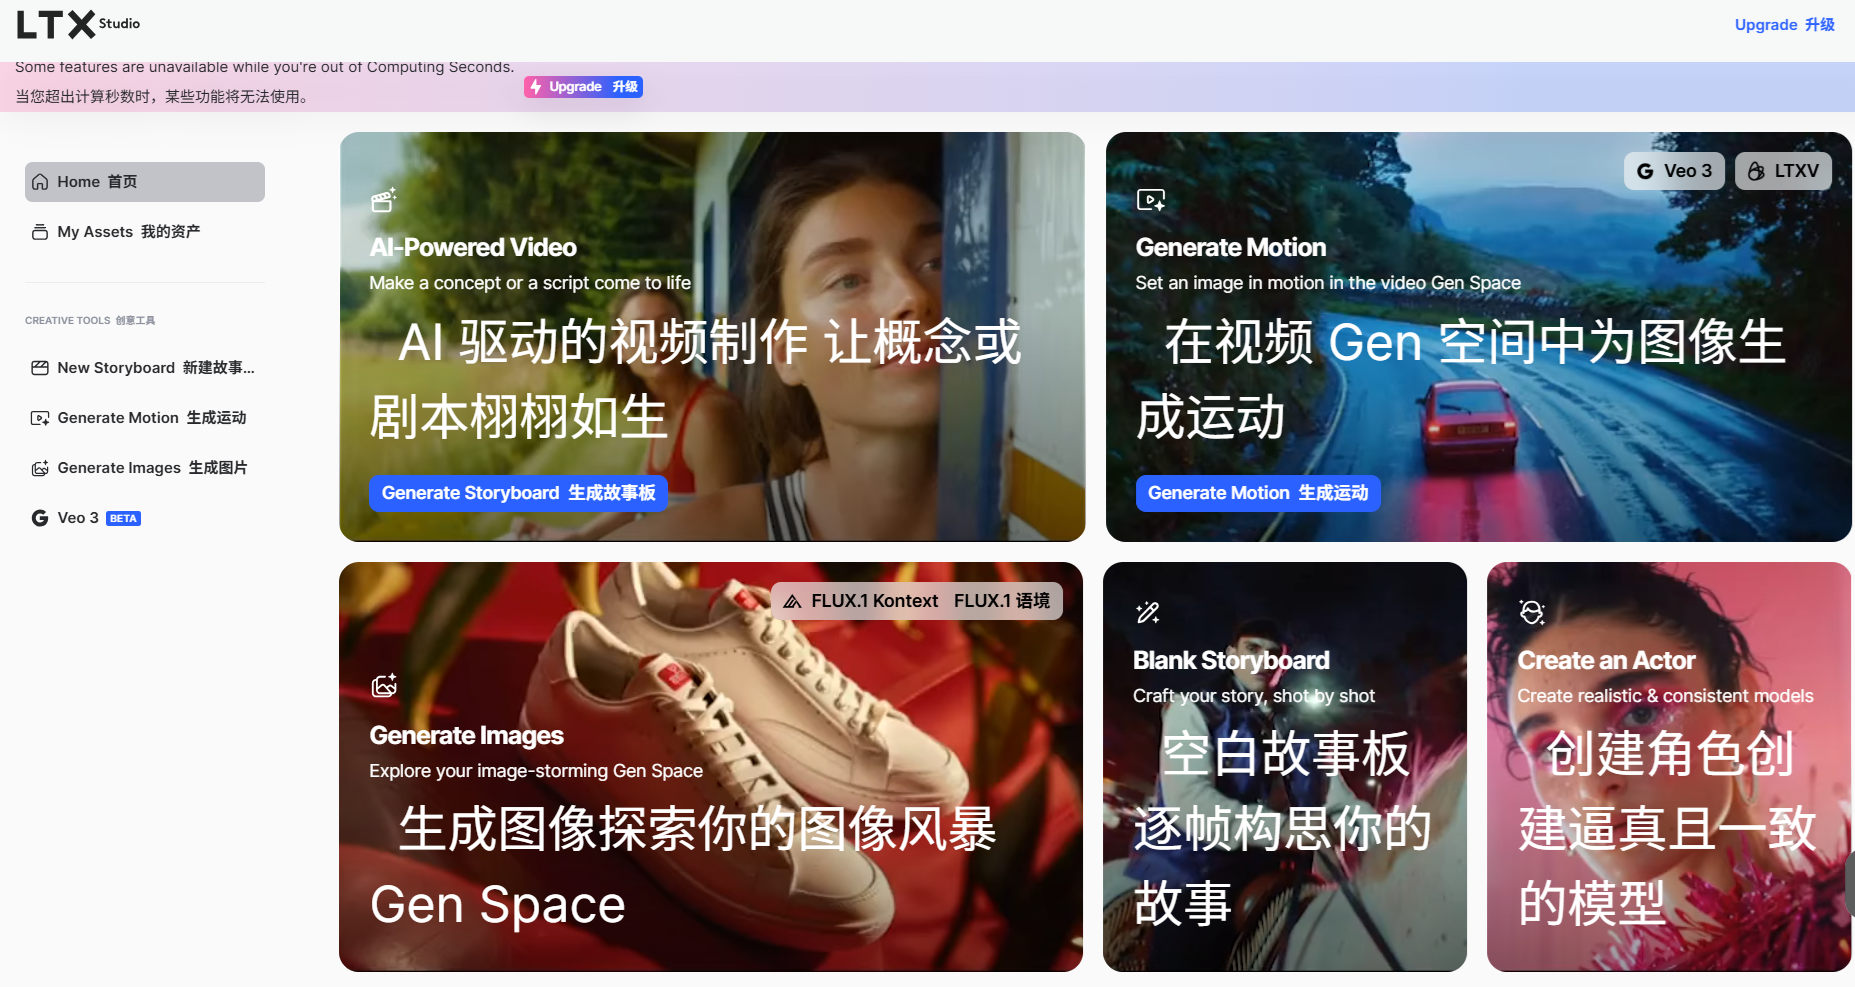 LTX Studio
Upgrade 升级
Some features are unavailable while you're out of Computing Seconds.
当您超出计算秒数时，某些功能将无法使用。
Upgrade 升级
Home 首页
My Assets 我的资产
CREATIVE TOOLS 创意工具
New Storyboard 新建故事...
Generate Motion 生成运动
Generate Images 生成图片
Veo 3 BETA
AI-Powered Video
Make a concept or a script come to life
AI 驱动的视频制作 让概念或
剧本栩栩如生
Generate Storyboard 生成故事板
Veo 3
LTXV
Generate Motion
Set an image in motion in the video Gen Space
在视频 Gen 空间中为图像生
成运动
Generate Motion 生成运动
FLUX.1 Kontext FLUX.1 语境
Generate Images
Explore your image-storming Gen Space
生成图像探索你的图像风暴
Gen Space
Blank Storyboard
Craft your story, shot by shot
空白故事板
逐帧构思你的
故事
Create an Actor
Create realistic & consistent models
创建角色创
建逼真且一致
的模型